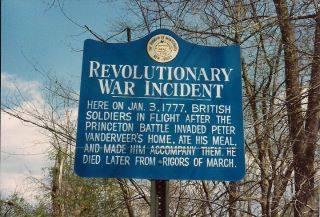 REVOLUTIONARY
WAR INCIDENT
HERE ON JAN. 3, 1777, BRITISH
SOLDIERS IN FLIGHT AFTER THE
PRINCETON BATTLE INVADED PETER
VANDERVEER'S HOME, ATE HIS MEAL,
AND MADE HIM ACCOMPANY THEM HE
DIED LATER FROM RIGORS OF MARCH.